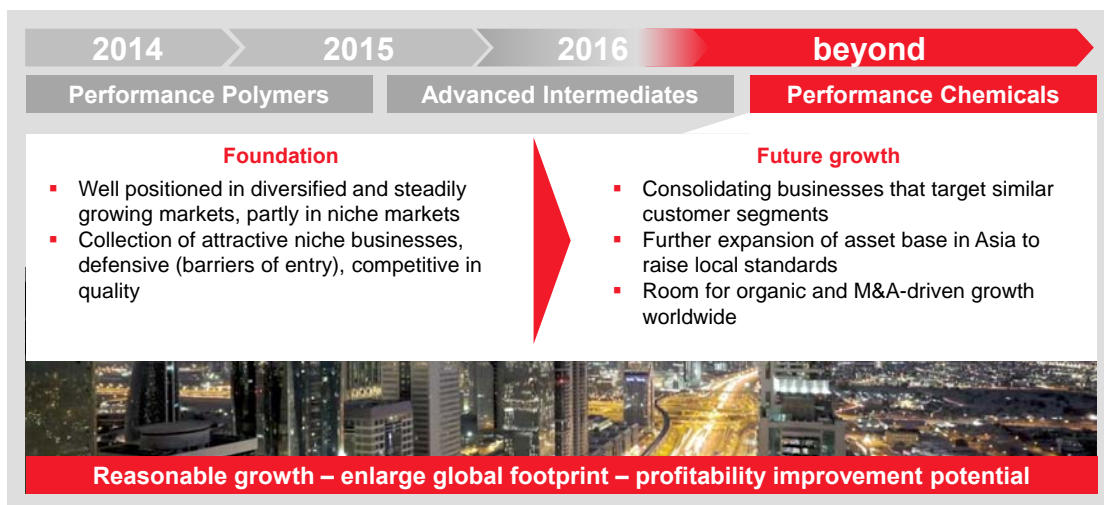 2014 2015 2016 beyond
Performance Polymers Advanced Intermediates Performance Chemicals
Foundation
▪ Well positioned in diversified and steadily
growing markets, partly in niche markets
▪ Collection of attractive niche businesses,
defensive (barriers of entry), competitive in
quality
Future growth
▪ Consolidating businesses that target similar
customer segments
▪ Further expansion of asset base in Asia to
raise local standards
▪ Room for organic and M&A-driven growth
worldwide
Reasonable growth – enlarge global footprint – profitability improvement potential